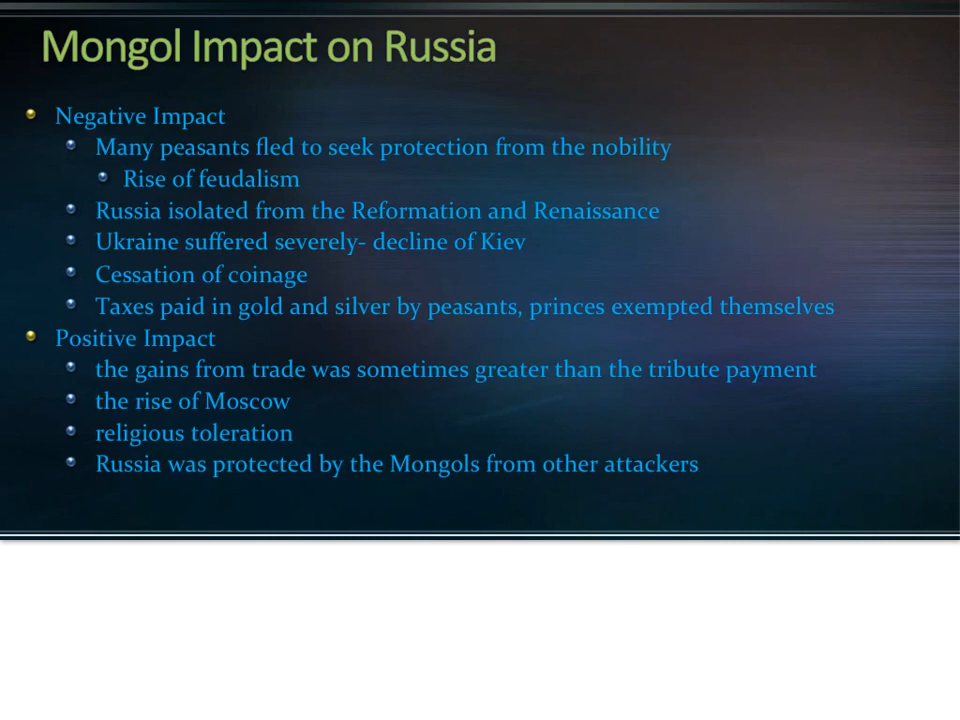 Mongol Impact on Russia
Negative Impact
Many peasants fled to seek protection from the nobility
Rise of feudalism
Russia isolated from the Reformation and Renaissance
Ukraine suffered severely- decline of Kiev
Cessation of coinage
Taxes paid in gold and silver by peasants, princes exempted themselves
Positive Impact
the gains from trade was sometimes greater than the tribute payment
the rise of Moscow
religious toleration
Russia was protected by the Mongols from other attackers